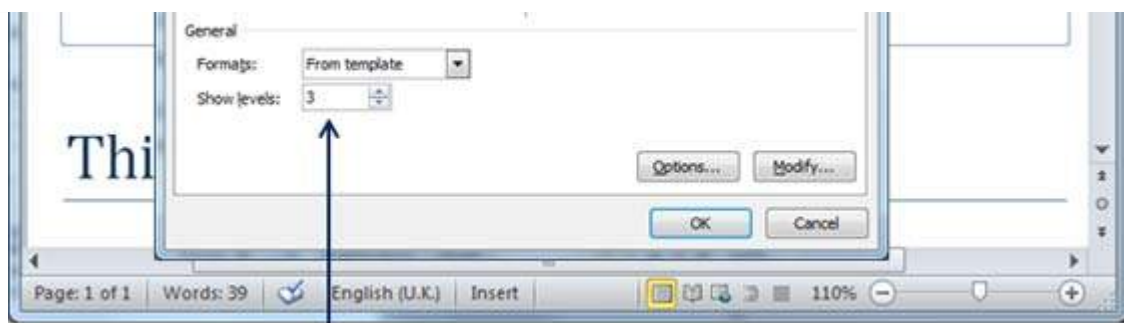 General
Formats: From template
Show levels: 3
Thi
Options... Modify...
OK Cancel
Page: 1 of 1 Words: 39 English (U.K.) Insert 110%